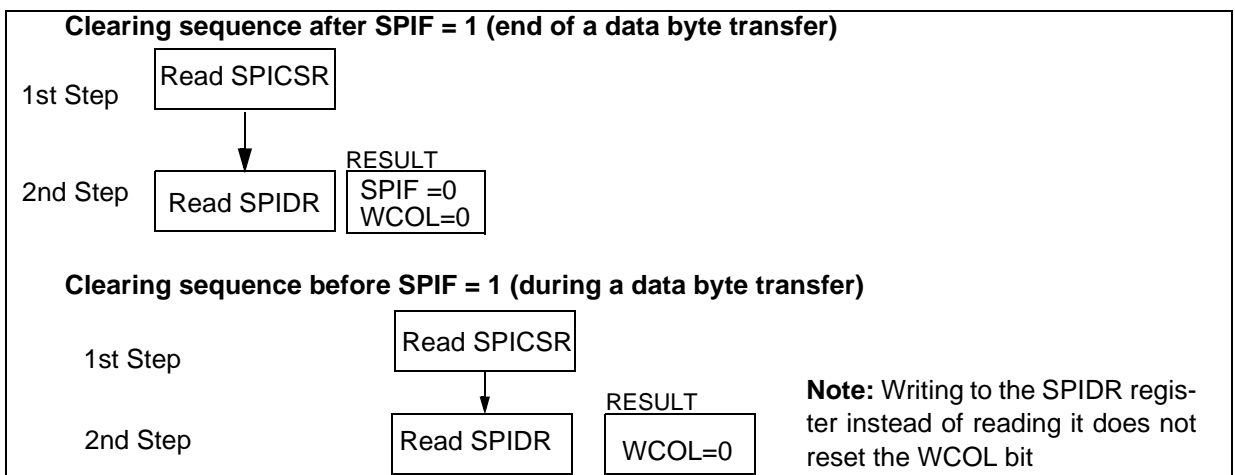 Clearing sequence after SPIF = 1 (end of a data byte transfer)
1st Step
Read SPICSR
2nd Step
Read SPIDR
RESULT
SPIF =0
WCOL=0
Clearing sequence before SPIF = 1 (during a data byte transfer)
1st Step
Read SPICSR
2nd Step
Read SPIDR
RESULT
WCOL=0
Note: Writing to the SPIDR regis-
ter instead of reading it does not
reset the WCOL bit